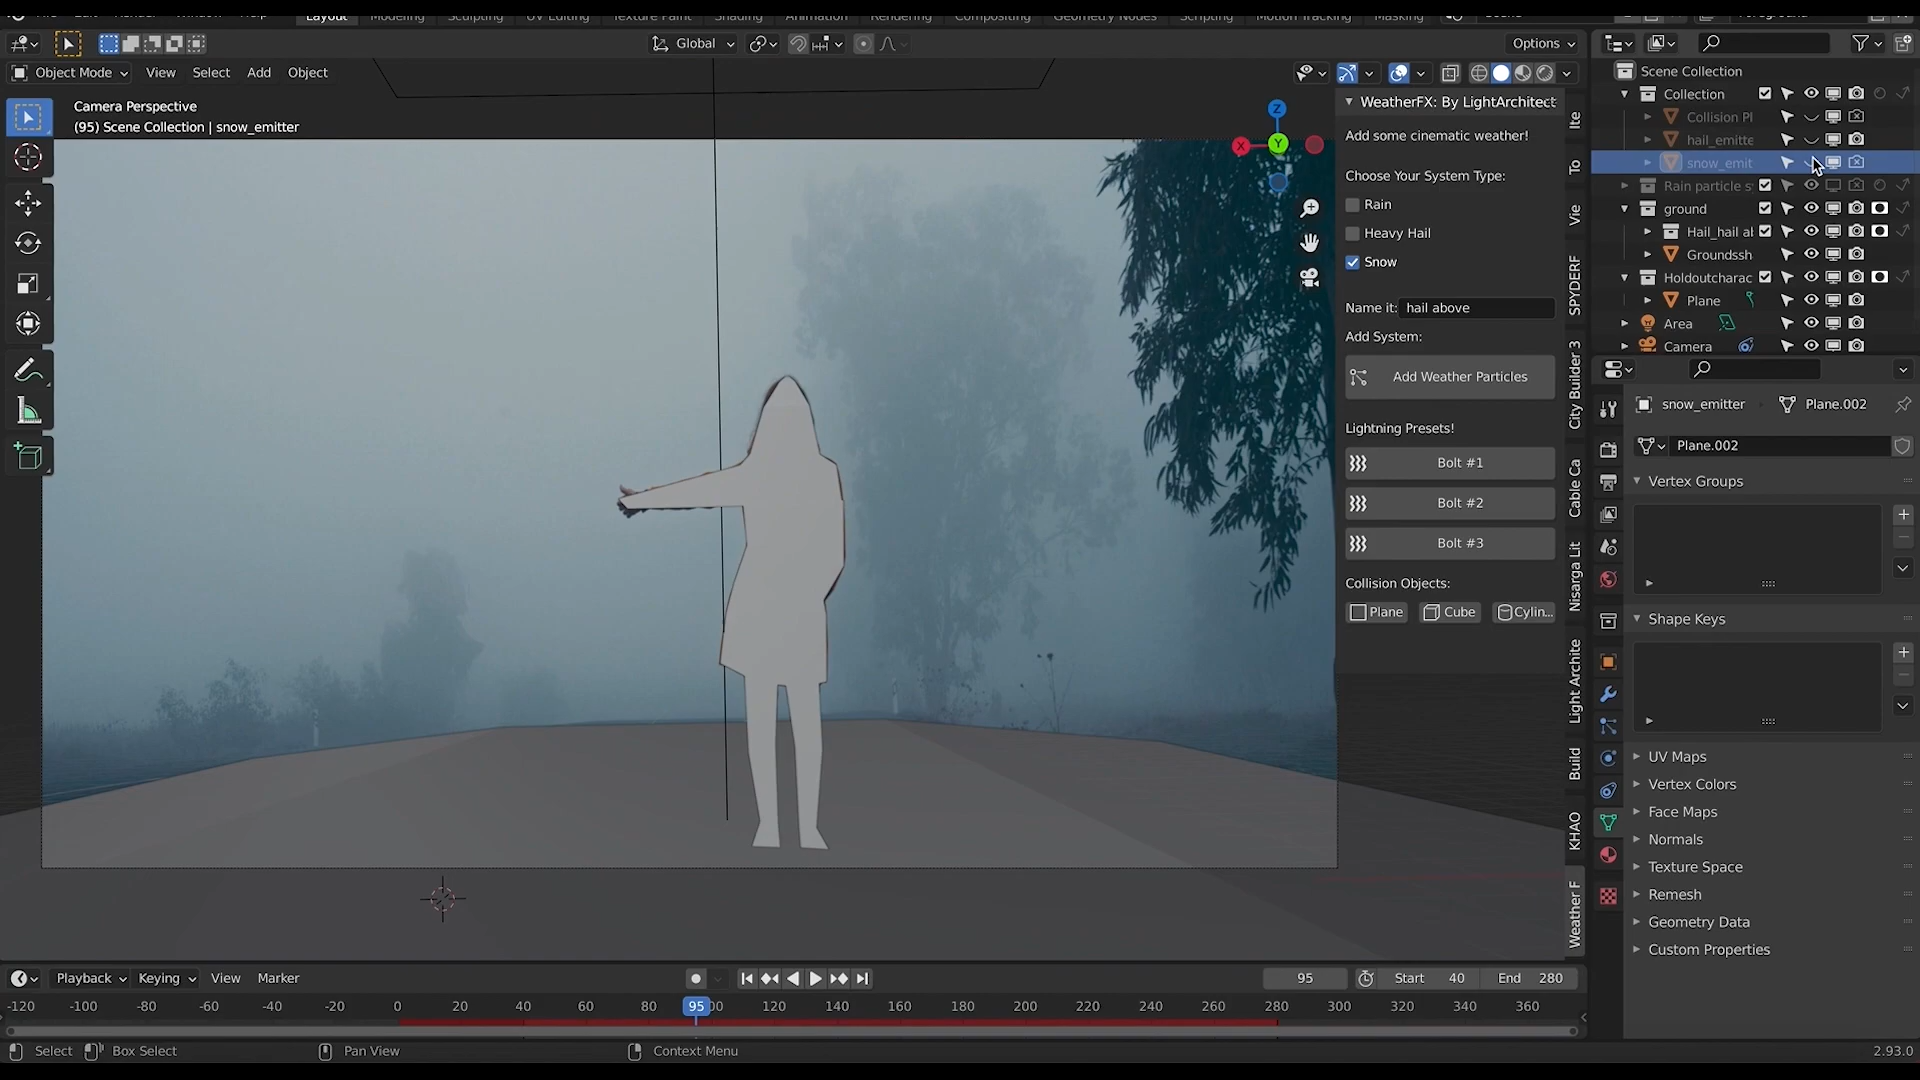 Layout Modeling Sculpting UV Editing Texture Paint Shading Animation Rendering Compositing Geometry Nodes Scripting Motion Tracking Masking
Global
Options
Object Mode View Select Add Object
Camera Perspective
(95) Scene Collection | snow_emitter
X
Y
Z
WeatherFX: By LightArchitect
Add some cinematic weather!
Choose Your System Type:
Rain
Heavy Hail
Snow
Name it: hail above
Add System:
Add Weather Particles
Lightning Presets!
Bolt #1
Bolt #2
Bolt #3
Collision Objects:
Plane Cube Cylin...
Ite
To
Vie
SPYDERF
City Builder 3
Cable Ca
Nisarga Lit
Light Archite
Build
KHAO
Weather F
Scene Collection
Collection
Collision Pl
hail_emitte
snow_emit
Rain particle s
ground
Hail_hail al
Groundssh
Holdoutcharac
Plane
Area
Camera
snow_emitter Plane.002
Plane.002
Vertex Groups
Shape Keys
UV Maps
Vertex Colors
Face Maps
Normals
Texture Space
Remesh
Geometry Data
Custom Properties
Playback Keying View Marker
95 Start 40 End 280
-120 -100 -80 -60 -40 -20 0 20 40 60 80 95 120 140 160 180 200 220 240 260 280 300 320 340 360
Select Box Select Pan View Context Menu 2.93.0